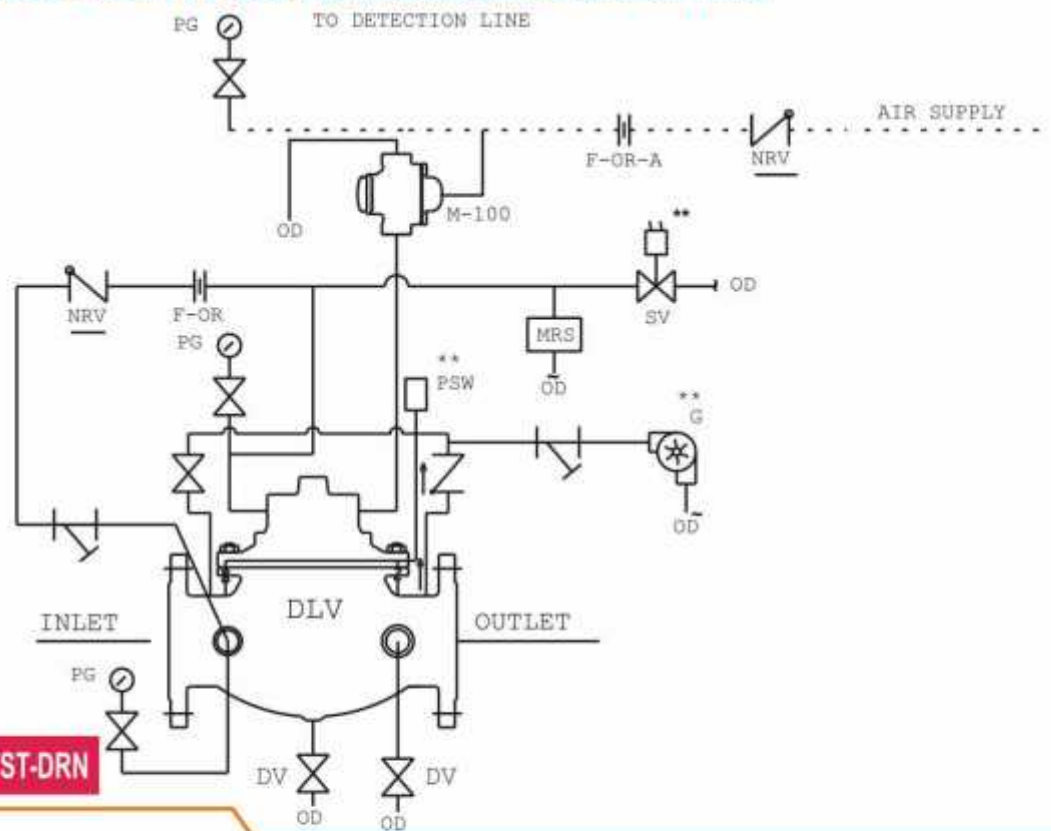 PG
TO DETECTION LINE
AIR SUPPLY
F-OR-A
NRV
M-100
OD
**
OD
NRV
F-OR
SV
PG
MRS
**
PSW
OD
**
G
OD
DLV
INLET
OUTLET
PG
ST-DRN
DV
DV
OD
OD